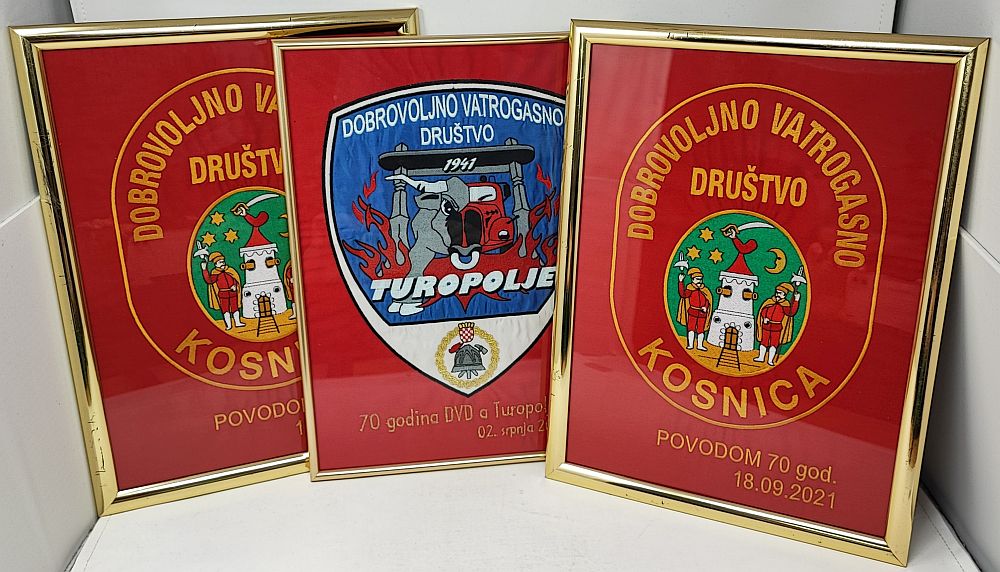 DOBROVOLJNO
DRUŠTVO
POVODOM
DOBROVOLJNO VATROGASNO
DRUŠTVO
1941
TUROPOLJE
70 godina DVD a
02. srpnja
DOBROVOLJNO VATROGASNO
DRUŠTVO
KOSNICA
POVODOM 70 god.
18.09.2021